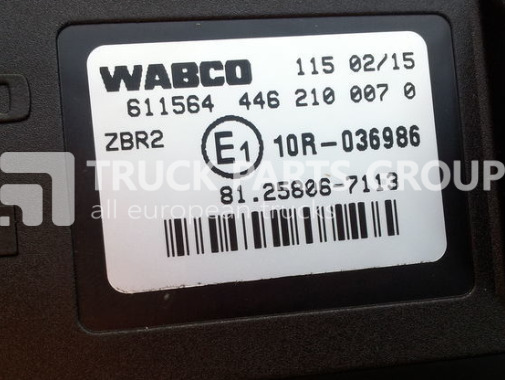 WABCO 115 02/15
611564 446 210 007 0
ZBR2 E1 10R-036986
TRUCK PARTS GROUP
81.25806-7113
all european trucks